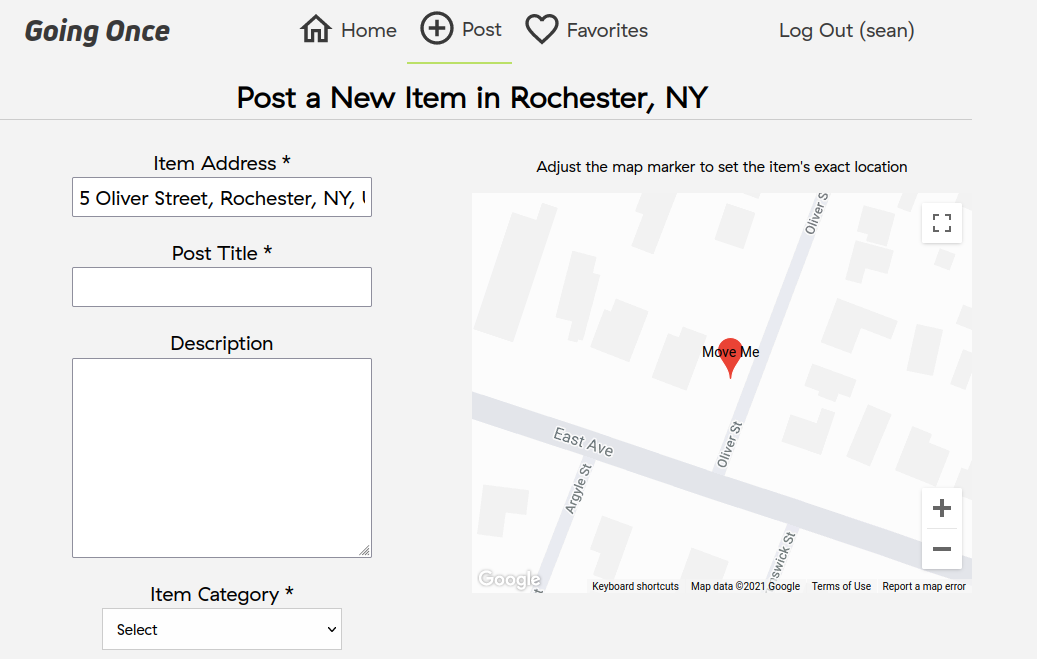 Going Once
Home
Post
Favorites
Log Out (sean)
Post a New Item in Rochester, NY
Item Address *
5 Oliver Street, Rochester, NY,
Post Title *
Description
Item Category *
Select
Adjust the map marker to set the item's exact location
Oliver S
Move Me
Oliver St
East Ave
Argyle St
swick St
Google
Keyboard shortcuts
Map data ©2021 Google
Terms of Use
Report a map error